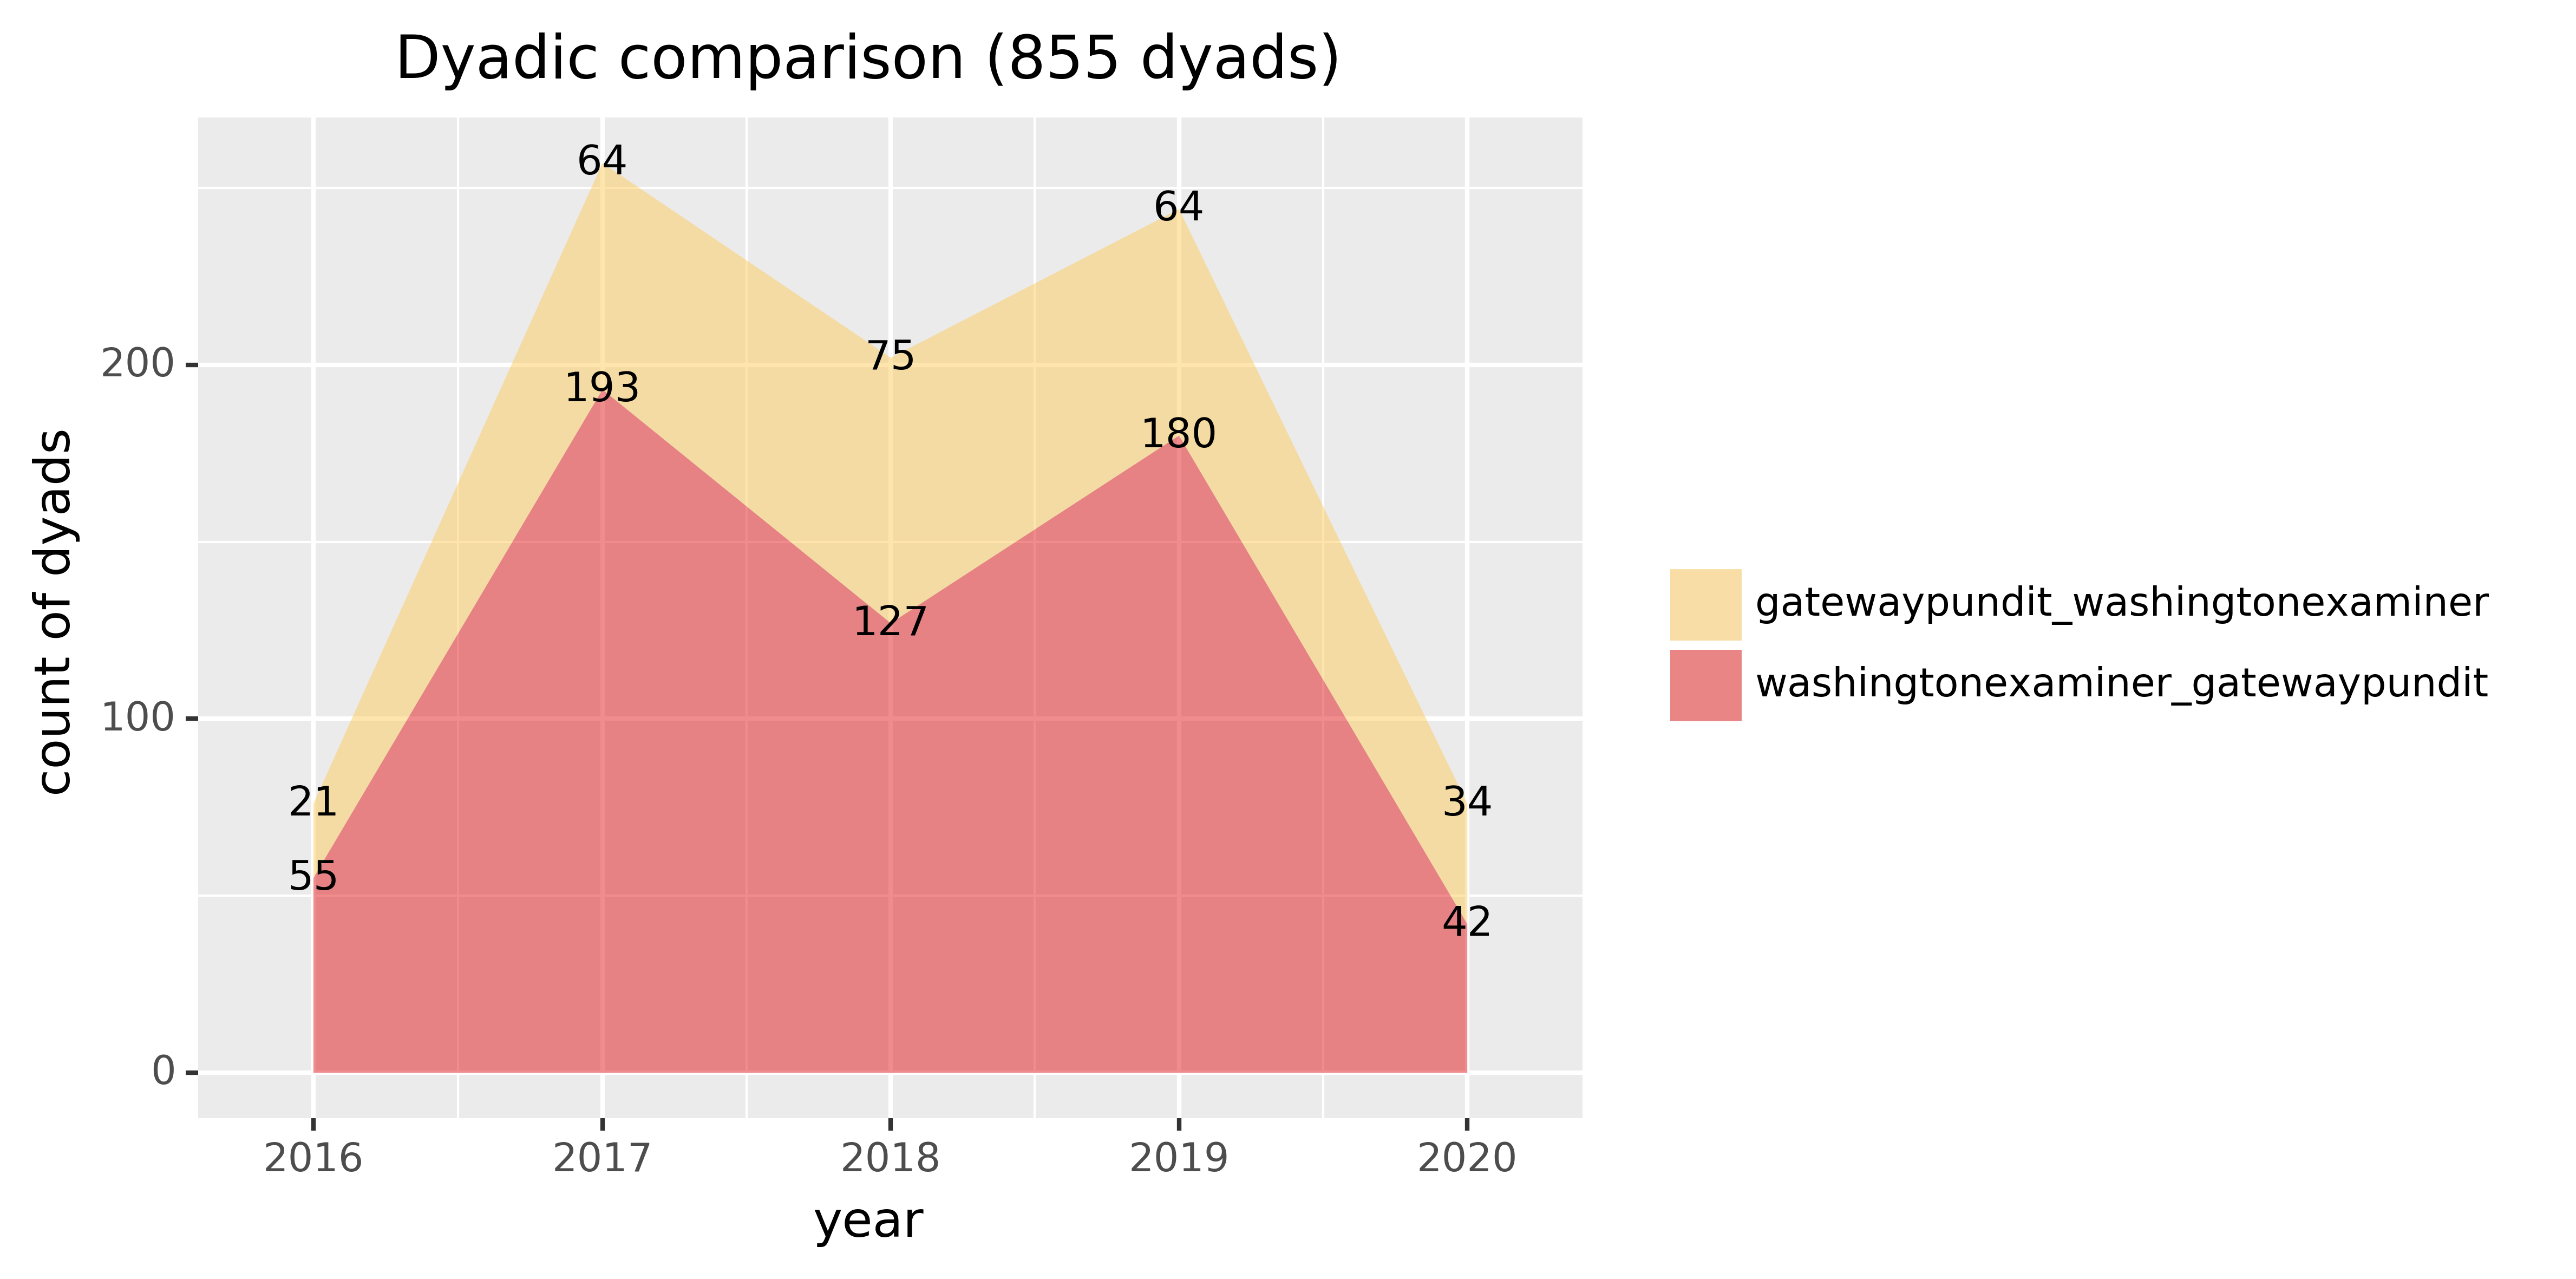 Dyadic comparison (855 dyads)
count of dyads
200
100
0
64
64
75
193
180
127
21
34
55
42
2016 2017 2018 2019 2020
year
gatewaypundit_washingtonexaminer
washingtonexaminer_gatewaypundit